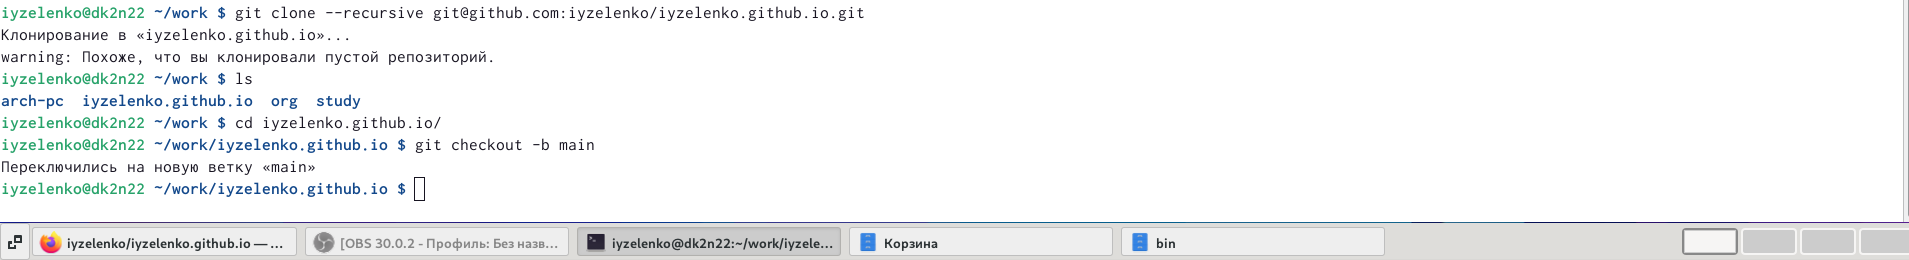 iyzelenko@dk2n22 ~/work $ git clone --recursive git@github.com:iyzelenko/iyzelenko.github.io.git
Клонирование в «iyzelenko.github.io»...
warning: Похоже, что вы клонировали пустой репозиторий.
iyzelenko@dk2n22 ~/work $ ls
arch-pc  iyzelenko.github.io  org  study
iyzelenko@dk2n22 ~/work $ cd iyzelenko.github.io/
iyzelenko@dk2n22 ~/work/iyzelenko.github.io $ git checkout -b main
Переключились на новую ветку «main»
iyzelenko@dk2n22 ~/work/iyzelenko.github.io $
iyzelenko/iyzelenko.github.io — ... [OBS 30.0.2 - Профиль: Без назв... iyzelenko@dk2n22:~/work/iyzele... Корзина bin